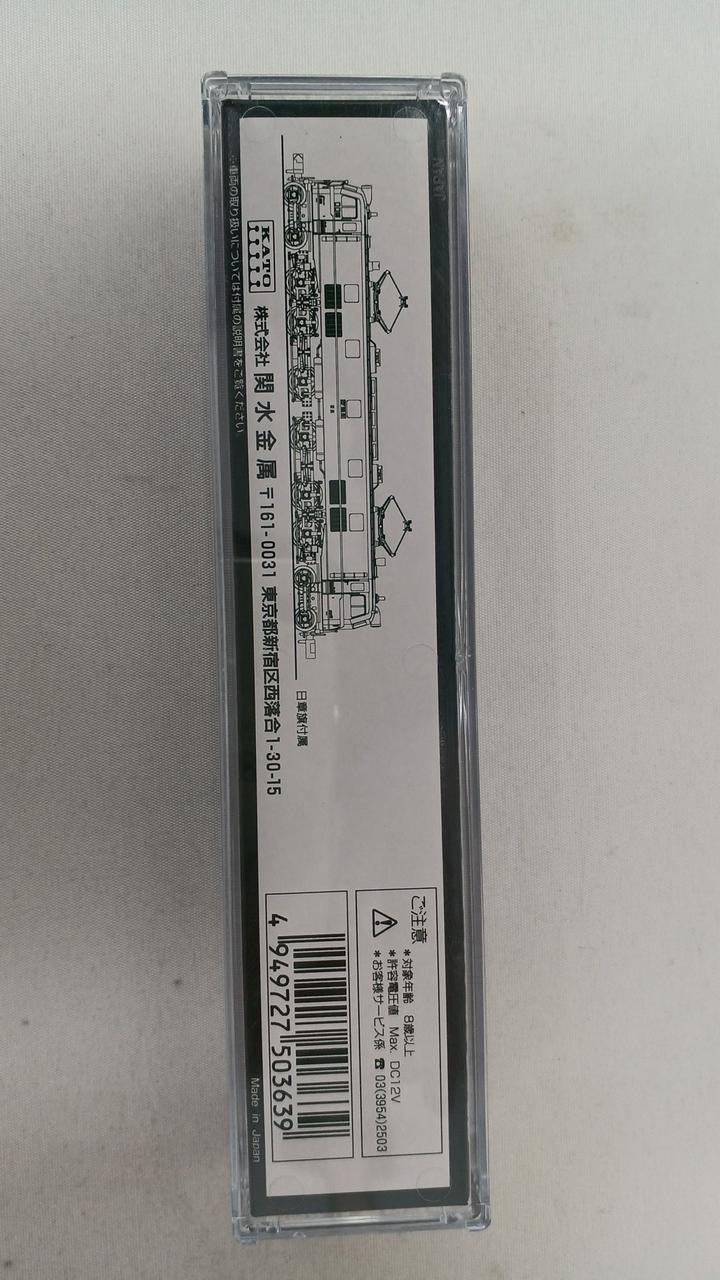 日章旗付属
KATO 株式会社 関水金属 〒161-0031 東京都新宿区西落合1-30-15
※車両の取り扱いについては付属の説明書をご覧ください。
ご注意
*対象年齢 8歳以上
*許容電圧値 Max. DC12V
*お客様サービス係 ☎ 03(3954)2503
4 949727 503639
Made in Japan